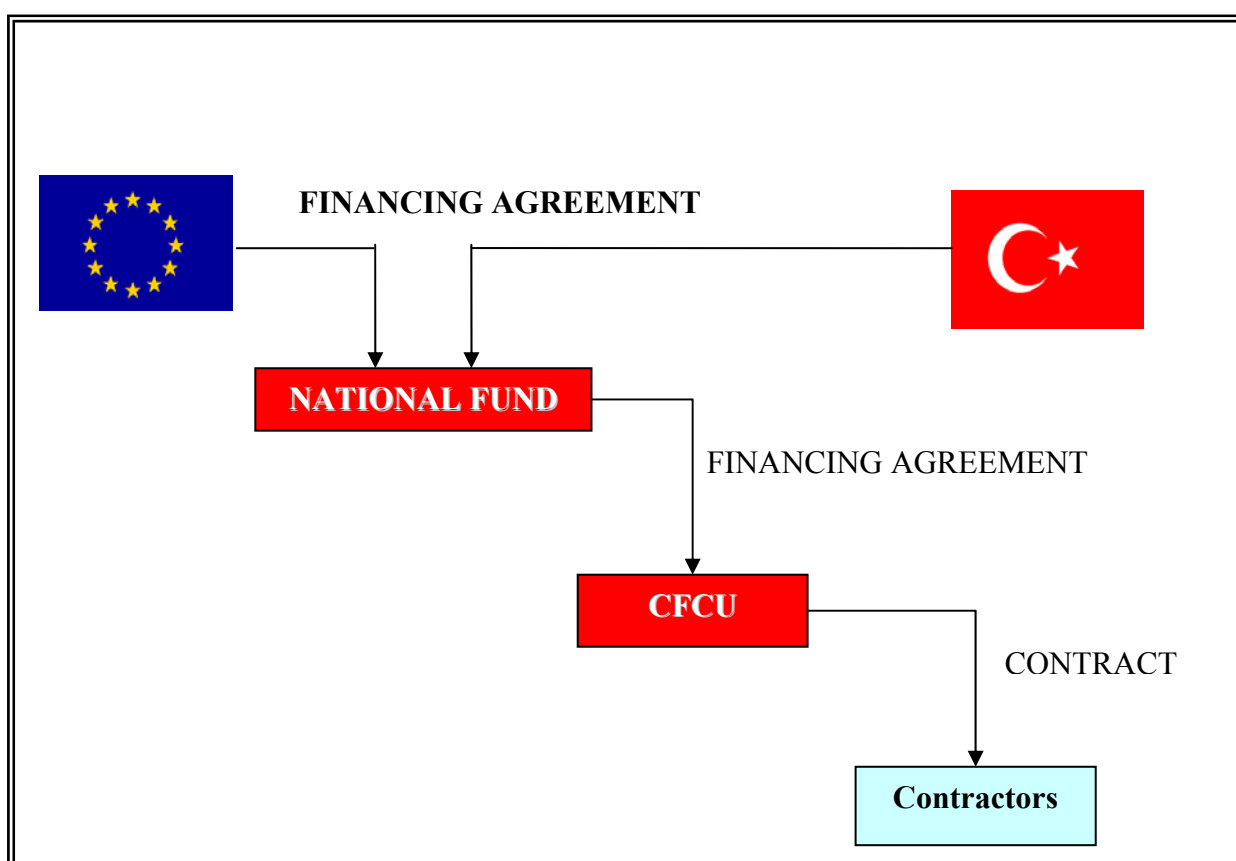 FINANCING AGREEMENT
NATIONAL FUND
FINANCING AGREEMENT
CFCU
CONTRACT
Contractors